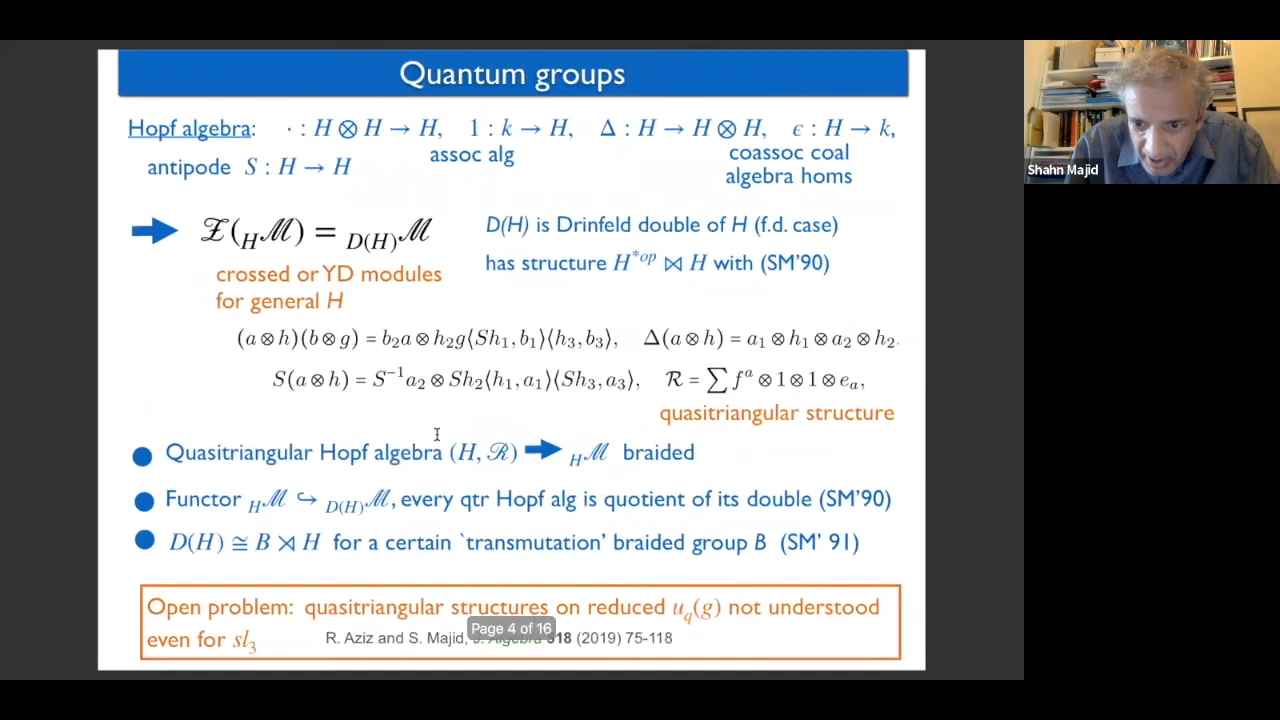 Quantum groups
Hopf algebra: · : H ⊗ H → H, 1 : k → H, Δ : H → H ⊗ H, ϵ : H → k,
assoc alg coassoc coal
antipode S : H → H algebra homs
Shahn Majid
➡ 𝒵(_H ℳ) = _{D(H)}ℳ D(H) is Drinfeld double of H (f.d. case)
has structure H^{*op} ⋈ H with (SM'90)
crossed or YD modules
for general H
(a ⊗ h)(b ⊗ g) = b₂a ⊗ h₂g⟨Sh₁, b₁⟩⟨h₃, b₃⟩, Δ(a ⊗ h) = a₁ ⊗ h₁ ⊗ a₂ ⊗ h₂.
S(a ⊗ h) = S⁻¹a₂ ⊗ Sh₂⟨h₁, a₁⟩⟨Sh₃, a₃⟩, ℛ = ∑ f^a ⊗ 1 ⊗ 1 ⊗ e_a,
quasitriangular structure
● Quasitriangular Hopf algebra (H, ℛ) ➡ _H ℳ braided
● Functor _H ℳ ↪ _{D(H)}ℳ, every qtr Hopf alg is quotient of its double (SM'90)
● D(H) ≅ B ⋊ H for a certain `transmutation' braided group B (SM' 91)
Open problem: quasitriangular structures on reduced u_q(g) not understood
even for sl₃ R. Aziz and S. Majid, J. Algebra 518 (2019) 75-118
Page 4 of 16